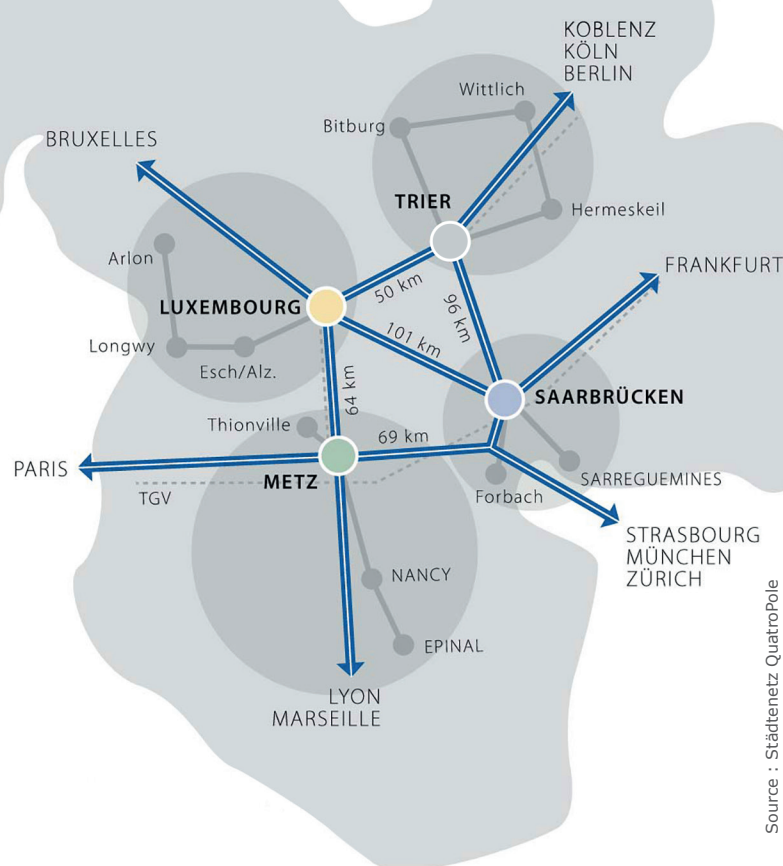 KOBLENZ
KÖLN
BERLIN
Wittlich
Bitburg
BRUXELLES
TRIER
Hermeskeil
Arlon
FRANKFURT
50 km
96 km
LUXEMBOURG
101 km
Longwy
Esch/Alz.
64 km
SAARBRÜCKEN
Thionville
69 km
PARIS
METZ
TGV
SARREGUEMINES
Forbach
STRASBOURG
MÜNCHEN
ZÜRICH
NANCY
EPINAL
LYON
MARSEILLE
Source : Städtenetz QuatroPole